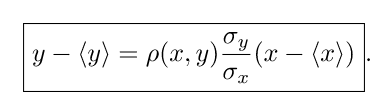 y − ⟨y⟩ = ρ(x, y) σ_y/σ_x (x − ⟨x⟩) .